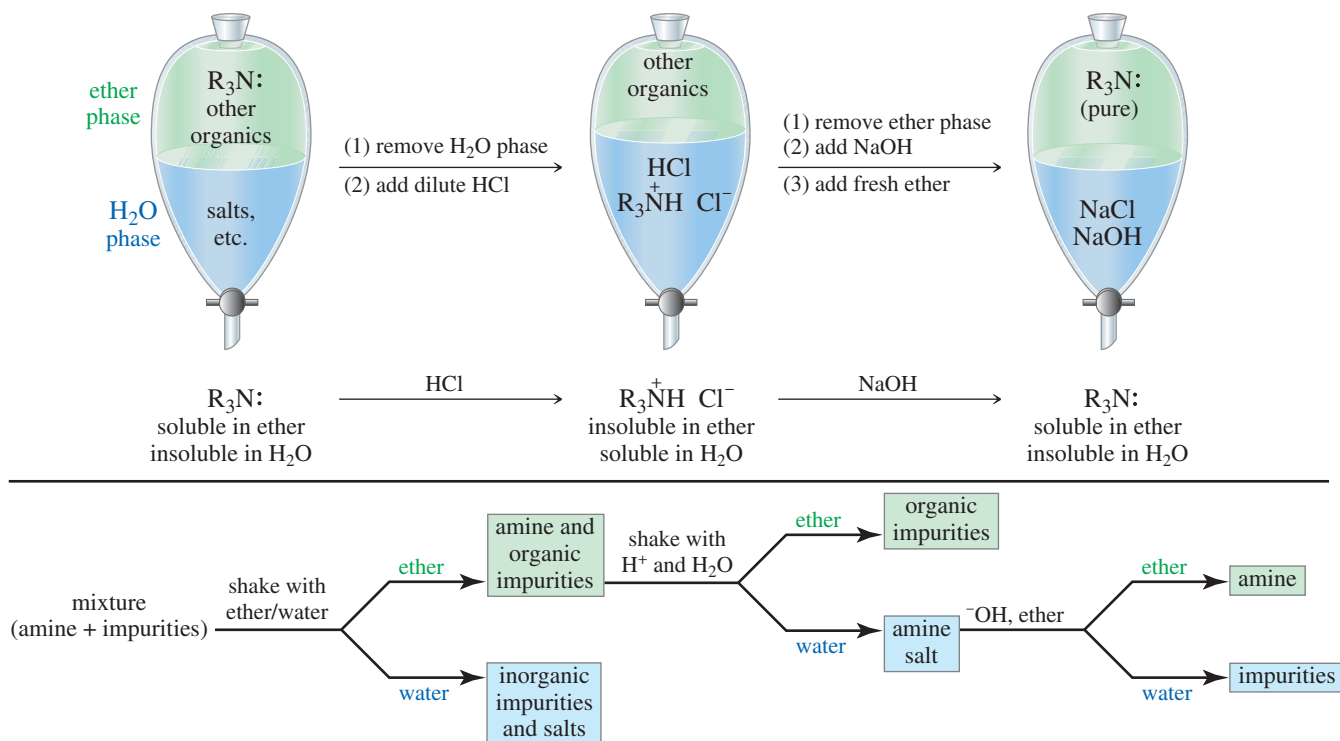 ether
phase
R₃N:
other
organics
H₂O
phase
salts,
etc.
(1) remove H₂O phase
(2) add dilute HCl
other
organics
HCl
R₃N⁺H Cl⁻
(1) remove ether phase
(2) add NaOH
(3) add fresh ether
R₃N:
(pure)
NaCl
NaOH
R₃N:
soluble in ether
insoluble in H₂O
HCl
R₃N⁺H Cl⁻
insoluble in ether
soluble in H₂O
NaOH
R₃N:
soluble in ether
insoluble in H₂O
mixture
(amine + impurities)
shake with
ether/water
ether
amine and
organic
impurities
water
inorganic
impurities
and salts
shake with
H⁺ and H₂O
ether
organic
impurities
water
amine
salt
⁻OH, ether
ether
amine
water
impurities